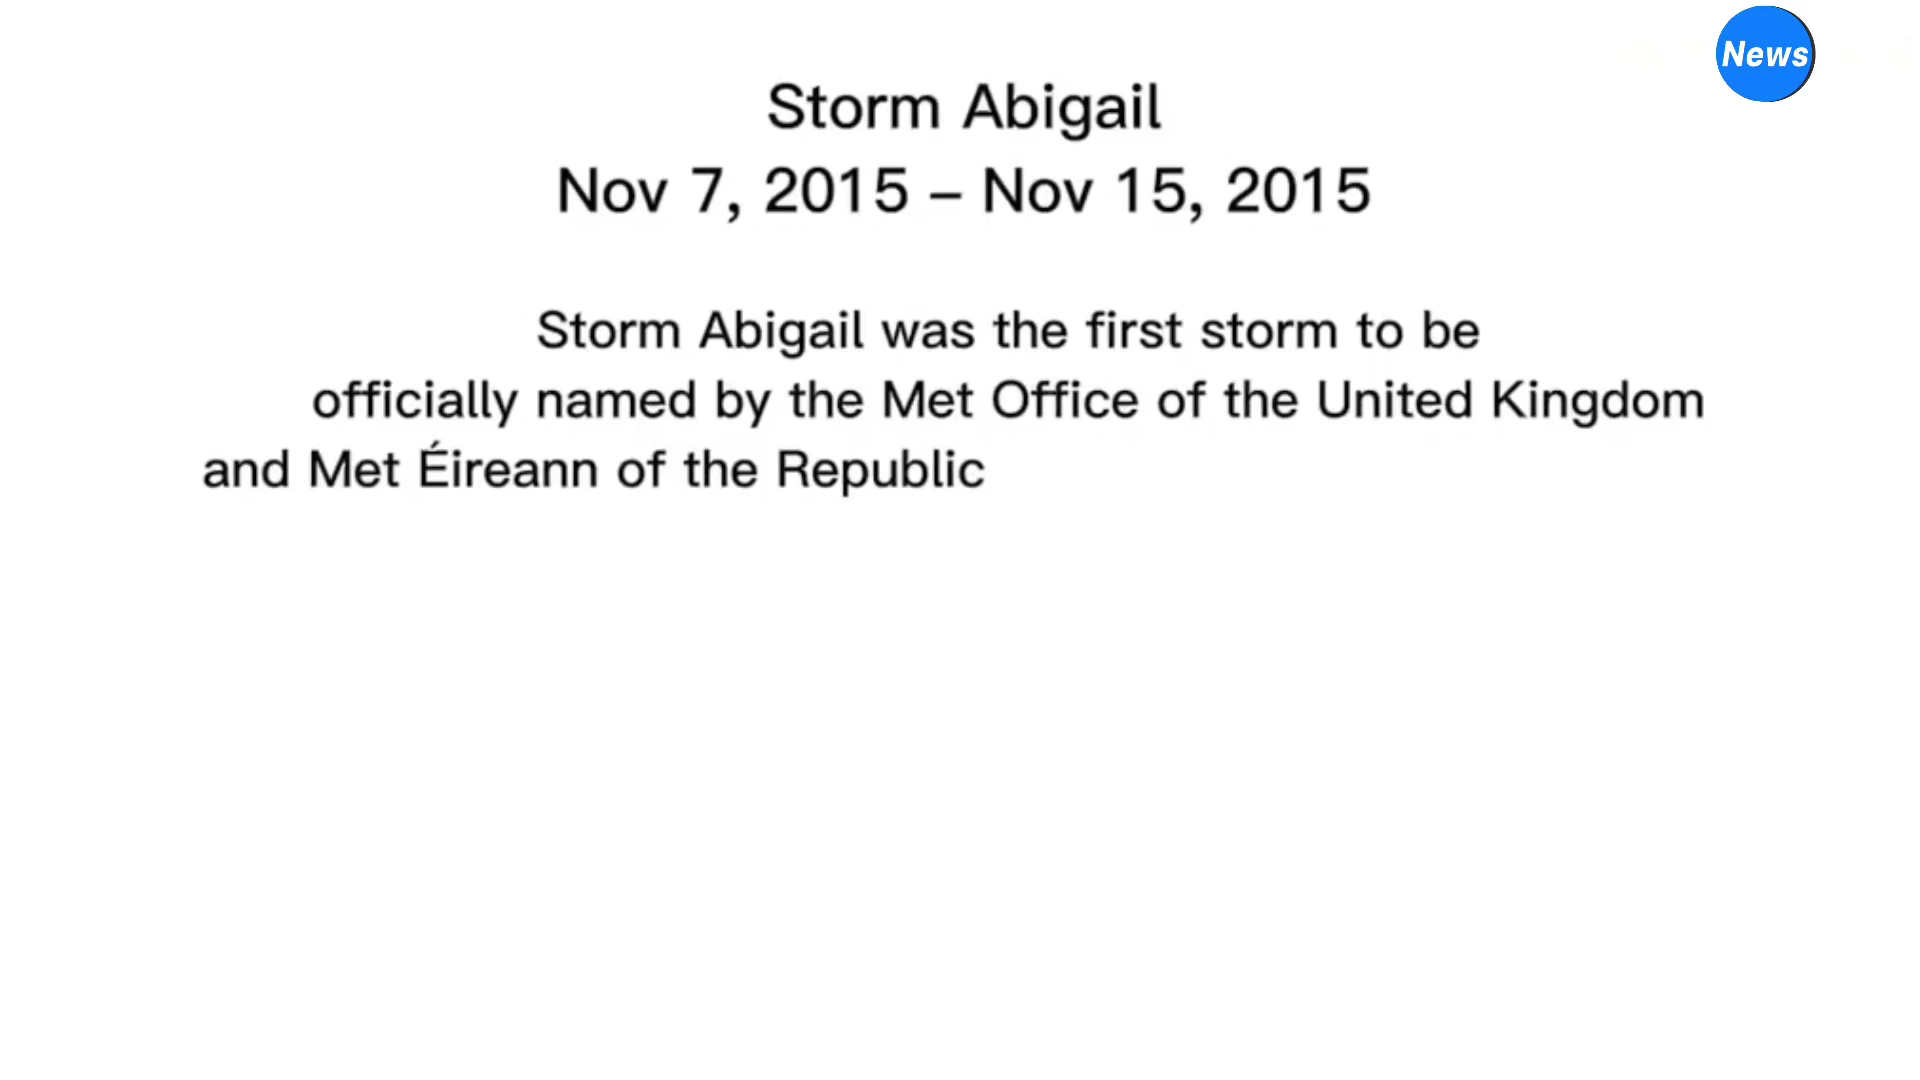 News
Storm Abigail
Nov 7, 2015 – Nov 15, 2015
Storm Abigail was the first storm to be
officially named by the Met Office of the United Kingdom
and Met Éireann of the Republic